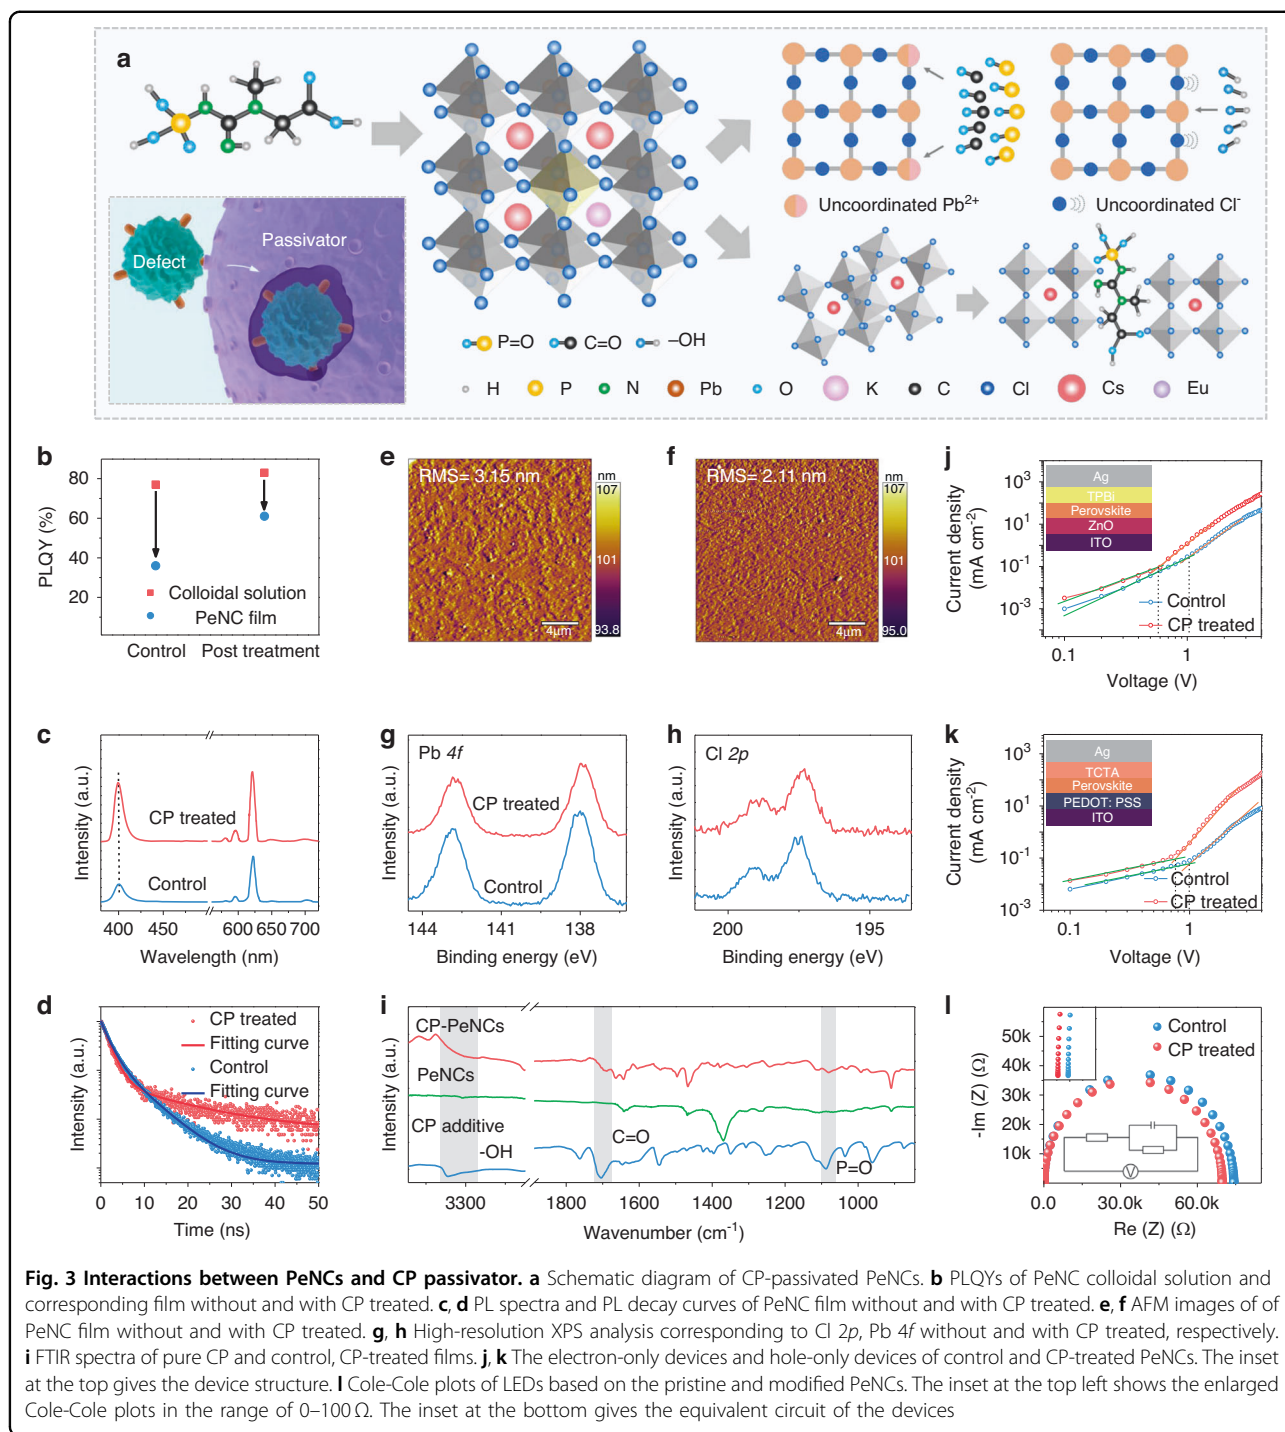 a
Defect
Passivator
Uncoordinated Pb²⁺
Uncoordinated Cl⁻
P=O
C=O
–OH
H
P
N
Pb
O
K
C
Cl
Cs
Eu
b
PLQY (%)
80
60
40
20
Colloidal solution
PeNC film
Control
Post treatment
e
RMS= 3.15 nm
4μm
nm
107
101
93.8
f
RMS= 2.11 nm
4μm
nm
107
101
95.0
j
Current density
(mA cm⁻²)
10³
10¹
10⁻¹
10⁻³
Ag
TPBi
Perovskite
ZnO
ITO
Control
CP treated
0.1
1
Voltage (V)
c
Intensity (a.u.)
CP treated
Control
400
450
600
650
700
Wavelength (nm)
g
Intensity (a.u.)
Pb 4f
CP treated
Control
144
141
138
Binding energy (eV)
h
Intensity (a.u.)
Cl 2p
200
195
Binding energy (eV)
k
Current density
(mA cm⁻²)
10³
10¹
10⁻¹
10⁻³
Ag
TCTA
Perovskite
PEDOT: PSS
ITO
Control
CP treated
0.1
1
Voltage (V)
d
Intensity (a.u.)
CP treated
Fitting curve
Control
Fitting curve
0
10
20
30
40
50
Time (ns)
i
Intensity (a.u.)
CP-PeNCs
PeNCs
CP additive
-OH
C=O
P=O
3300
1800
1600
1400
1200
1000
Wavenumber (cm⁻¹)
l
-Im (Z) (Ω)
50k
40k
30k
20k
10k
Control
CP treated
V
0.0
30.0k
60.0k
Re (Z) (Ω)
Fig. 3 Interactions between PeNCs and CP passivator. a Schematic diagram of CP-passivated PeNCs. b PLQYs of PeNC colloidal solution and
corresponding film without and with CP treated. c, d PL spectra and PL decay curves of PeNC film without and with CP treated. e, f AFM images of of
PeNC film without and with CP treated. g, h High-resolution XPS analysis corresponding to Cl 2p, Pb 4f without and with CP treated, respectively.
i FTIR spectra of pure CP and control, CP-treated films. j, k The electron-only devices and hole-only devices of control and CP-treated PeNCs. The inset
at the top gives the device structure. l Cole-Cole plots of LEDs based on the pristine and modified PeNCs. The inset at the top left shows the enlarged
Cole-Cole plots in the range of 0–100 Ω. The inset at the bottom gives the equivalent circuit of the devices